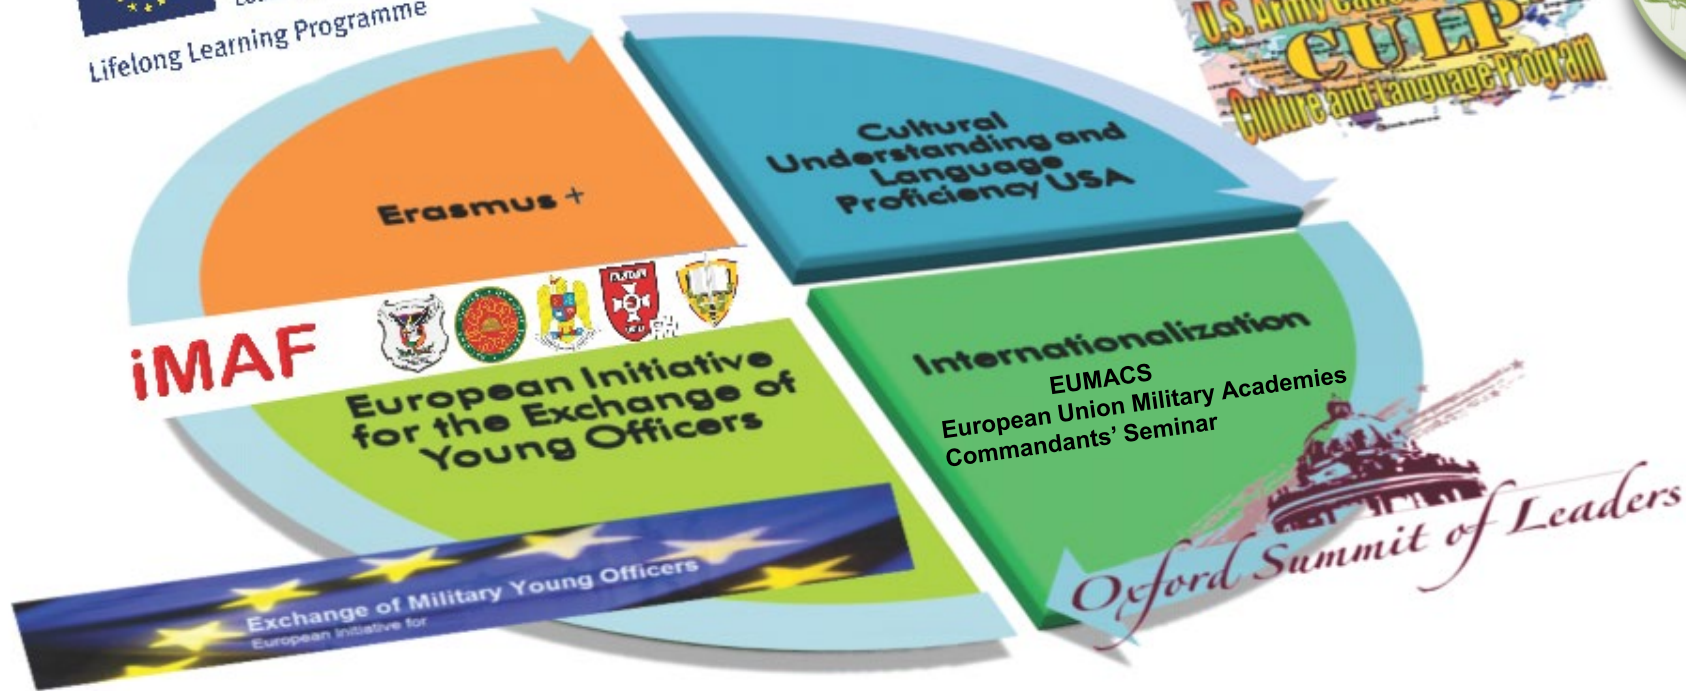 Lifelong Learning Programme
U.S. Army
CULP
Culture and Language Program
Erasmus +
Cultural
Understanding and
Language
Proficiency USA
iMAF
European Initiative
for the Exchange of
Young Officers
Internationalization
EUMACS
European Union Military Academies
Commandants’ Seminar
Exchange of Military Young Officers
European Initiative for
Oxford Summit of Leaders